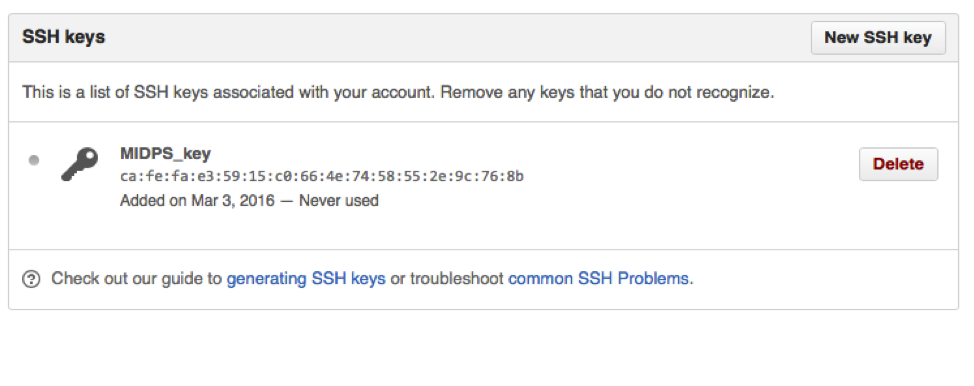 SSH keys
New SSH key
This is a list of SSH keys associated with your account. Remove any keys that you do not recognize.
MIDPS_key
ca:fe:fa:e3:59:15:c0:66:4e:74:58:55:2e:9c:76:8b
Delete
Added on Mar 3, 2016 — Never used
Check out our guide to generating SSH keys or troubleshoot common SSH Problems.